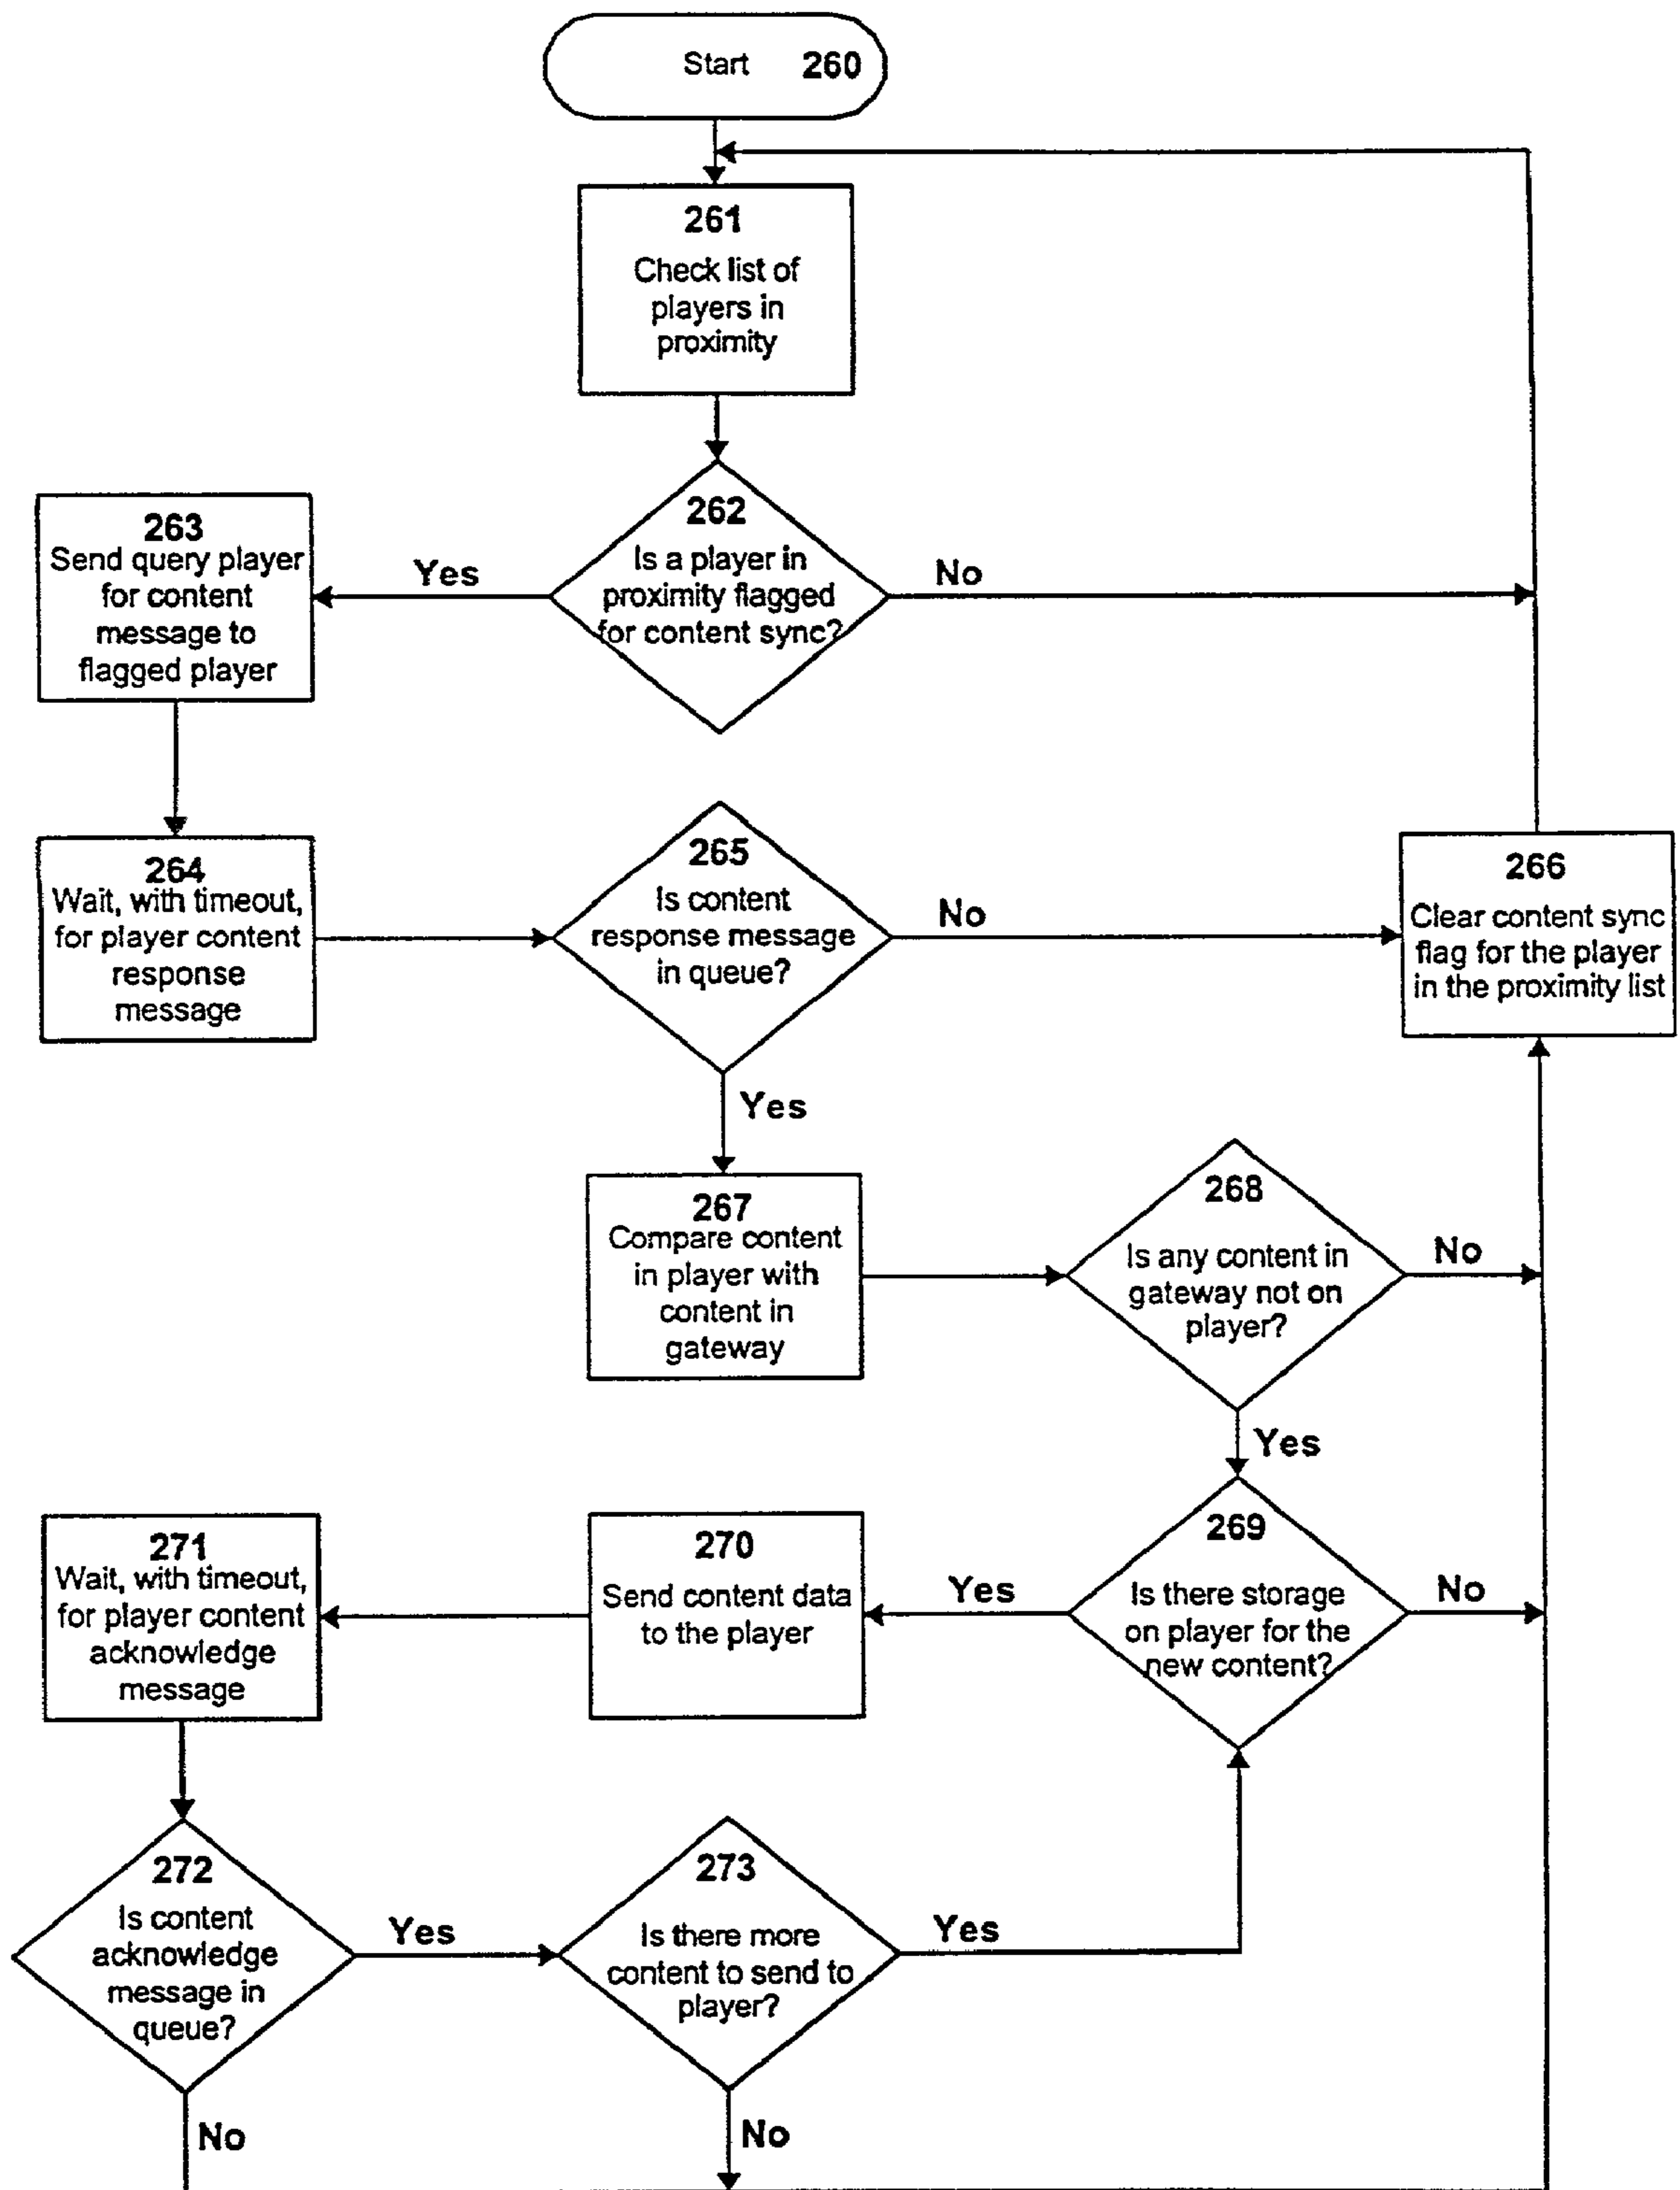 Start 260
261
Check list of
players in
proximity
262
Is a player in
proximity flagged
for content sync?
Yes
No
263
Send query player
for content
message to
flagged player
264
Wait, with timeout,
for player content
response
message
265
Is content
response message
in queue?
No
Yes
266
Clear content sync
flag for the player
in the proximity list
267
Compare content
in player with
content in
gateway
268
Is any content in
gateway not on
player?
No
Yes
269
Is there storage
on player for the
new content?
Yes
No
270
Send content data
to the player
271
Wait, with timeout,
for player content
acknowledge
message
272
Is content
acknowledge
message in
queue?
Yes
No
273
Is there more
content to send to
player?
Yes
No